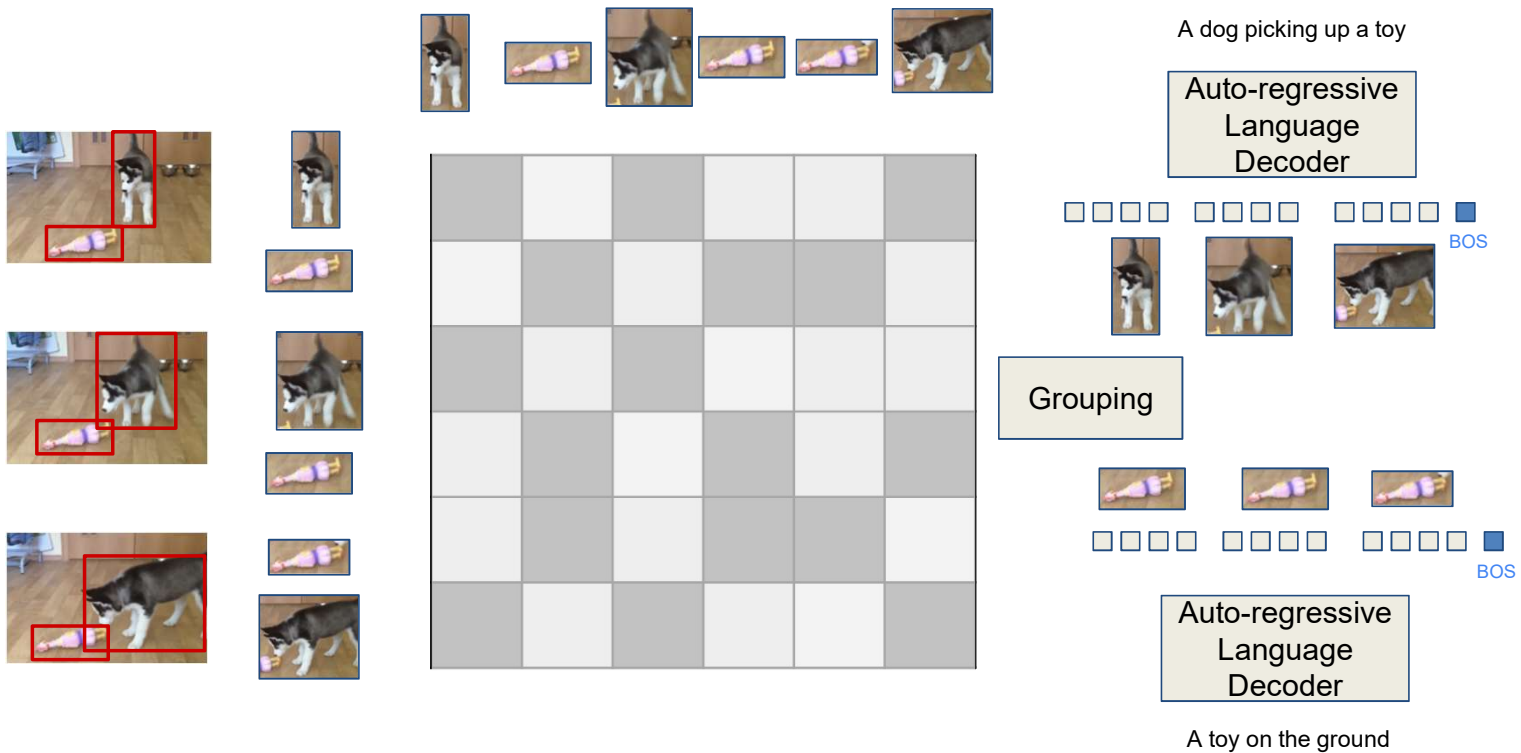 A dog picking up a toy
Auto-regressive
Language
Decoder
BOS
Grouping
BOS
Auto-regressive
Language
Decoder
A toy on the ground